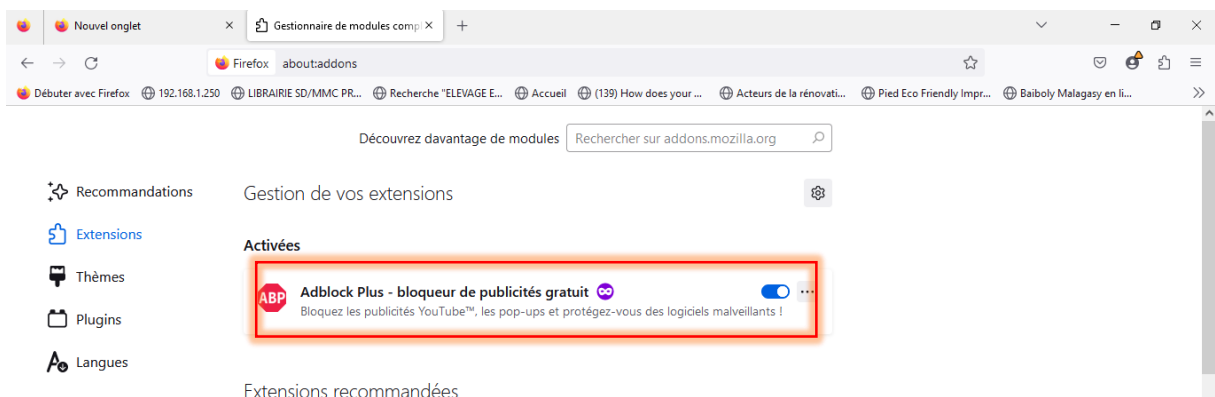 Nouvel onglet
Gestionnaire de modules comp
Firefox about:addons
Débuter avec Firefox 192.168.1.250 LIBRAIRIE SD/MMC PR... Recherche "ELEVAGE E... Accueil (139) How does your ... Acteurs de la rénovati... Pied Eco Friendly Impr... Baiboly Malagasy en li...
Découvrez davantage de modules Rechercher sur addons.mozilla.org
Recommandations
Gestion de vos extensions
Extensions
Activées
Thèmes
ABP Adblock Plus - bloqueur de publicités gratuit
Bloquez les publicités YouTube™, les pop-ups et protégez-vous des logiciels malveillants !
Plugins
Langues
Extensions recommandées